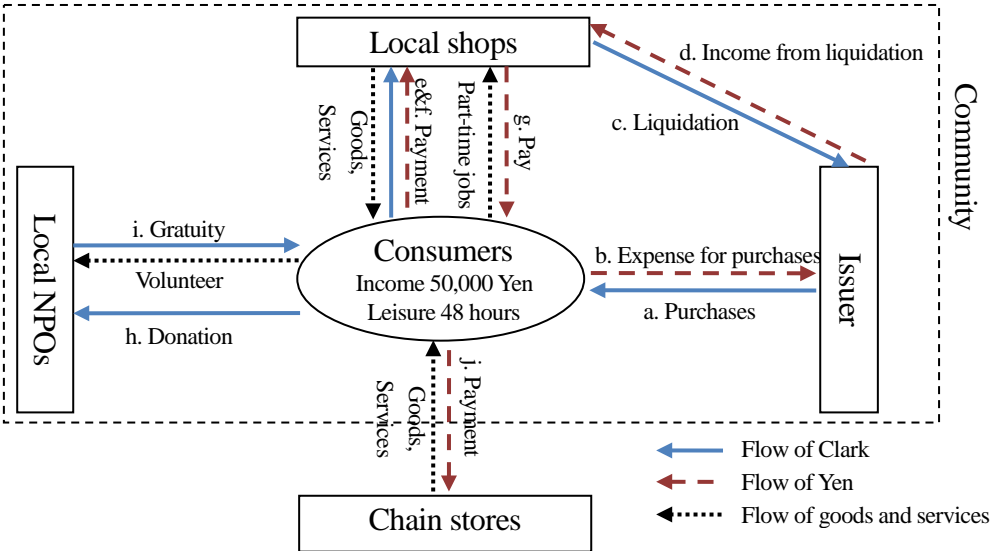 Local shops
d. Income from liquidation
c. Liquidation
Community
Goods,
Services
e&f. Payment
Part-time jobs
g. Pay
Local NPOs
i. Gratuity
Volunteer
h. Donation
Consumers
Income 50,000 Yen
Leisure 48 hours
b. Expense for purchases
a. Purchases
Issuer
Goods,
Services
j. Payment
Chain stores
Flow of Clark
Flow of Yen
Flow of goods and services